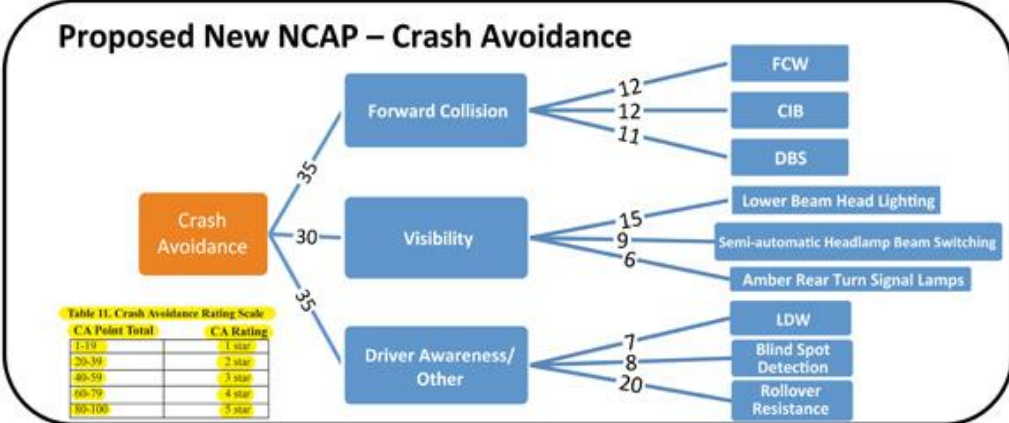 Proposed New NCAP – Crash Avoidance
Crash
Avoidance
35
30
35
Forward Collision
12
12
11
FCW
CIB
DBS
Visibility
15
9
6
Lower Beam Head Lighting
Semi-automatic Headlamp Beam Switching
Amber Rear Turn Signal Lamps
Driver Awareness/
Other
7
8
20
LDW
Blind Spot
Detection
Rollover
Resistance
Table 11. Crash Avoidance Rating Scale
CA Point Total CA Rating
1-19 1 star
20-39 2 star
40-59 3 star
60-79 4 star
80-100 5 star